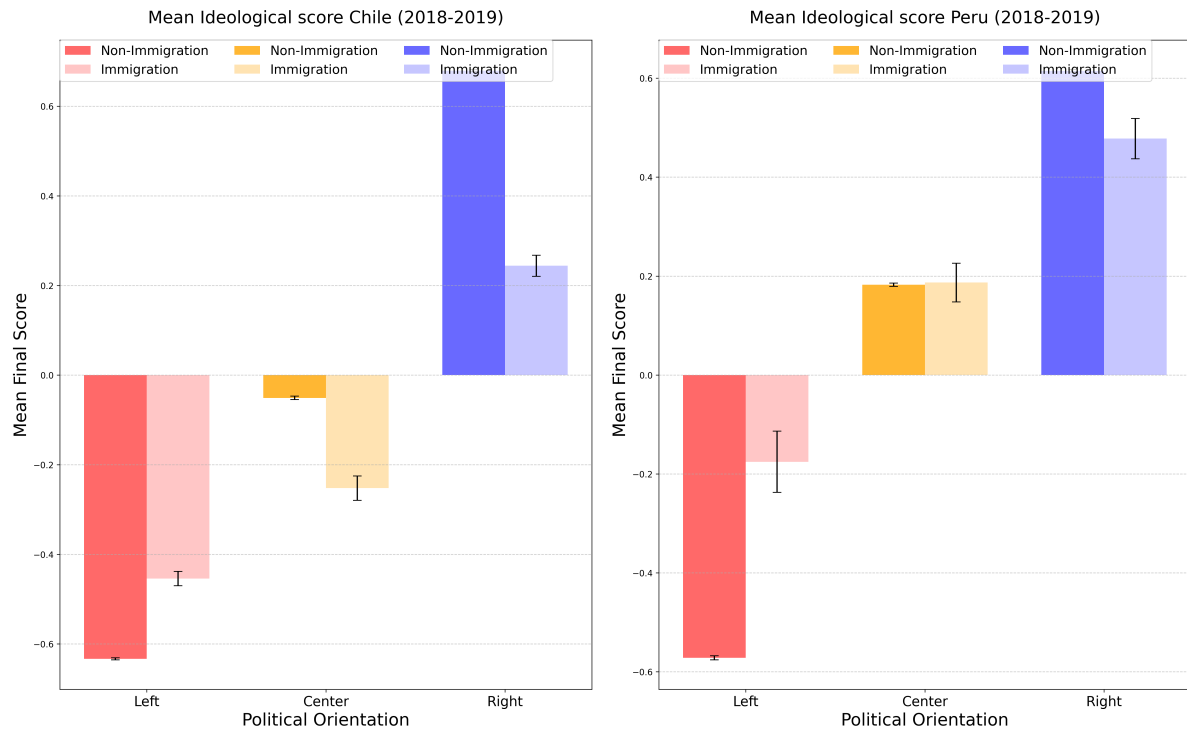 Mean Ideological score Chile (2018-2019)
Non-Immigration
Immigration
Non-Immigration
Immigration
Non-Immigration
Immigration
0.6
0.4
0.2
0.0
−0.2
−0.4
−0.6
Mean Final Score
Left
Center
Right
Political Orientation
Mean Ideological score Peru (2018-2019)
Non-Immigration
Immigration
Non-Immigration
Immigration
Non-Immigration
Immigration
0.6
0.4
0.2
0.0
−0.2
−0.4
−0.6
Mean Final Score
Left
Center
Right
Political Orientation